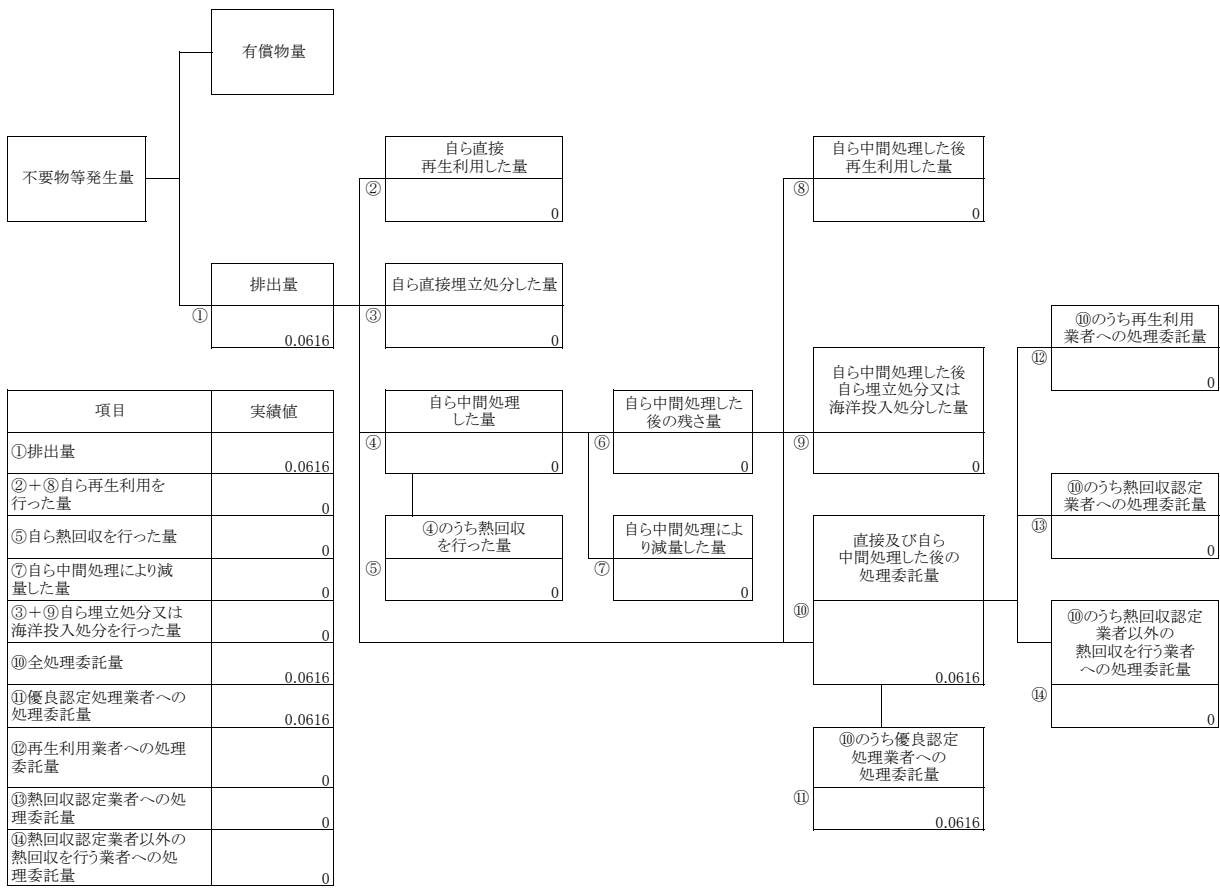 有償物量
不要物等発生量
排出量
①
0.0616
自ら直接
再生利用した量
②
0
自ら直接埋立処分した量
③
0
自ら中間処理
した量
④
0
④のうち熱回収
を行った量
⑤
0
自ら中間処理した
後の残さ量
⑥
0
自ら中間処理によ
り減量した量
⑦
0
自ら中間処理した後
再生利用した量
⑧
0
自ら中間処理した後
自ら埋立処分又は
海洋投入処分した量
⑨
0
直接及び自ら
中間処理した後の
処理委託量
⑩
0.0616
⑩のうち優良認定
処理業者への
処理委託量
⑪
0.0616
⑩のうち再生利用
業者への処理委託量
⑫
0
⑩のうち熱回収認定
業者への処理委託量
⑬
0
⑩のうち熱回収認定
業者以外の
熱回収を行う業者
への処理委託量
⑭
0
項目 実績値
①排出量
0.0616
②＋⑧自ら再生利用を
行った量
0
⑤自ら熱回収を行った量
0
⑦自ら中間処理により減
量した量
0
③＋⑨自ら埋立処分又は
海洋投入処分を行った量
0
⑩全処理委託量
0.0616
⑪優良認定処理業者への
処理委託量
0.0616
⑫再生利用業者への処理
委託量
0
⑬熱回収認定業者への処
理委託量
0
⑭熱回収認定業者以外の
熱回収を行う業者への処
理委託量
0